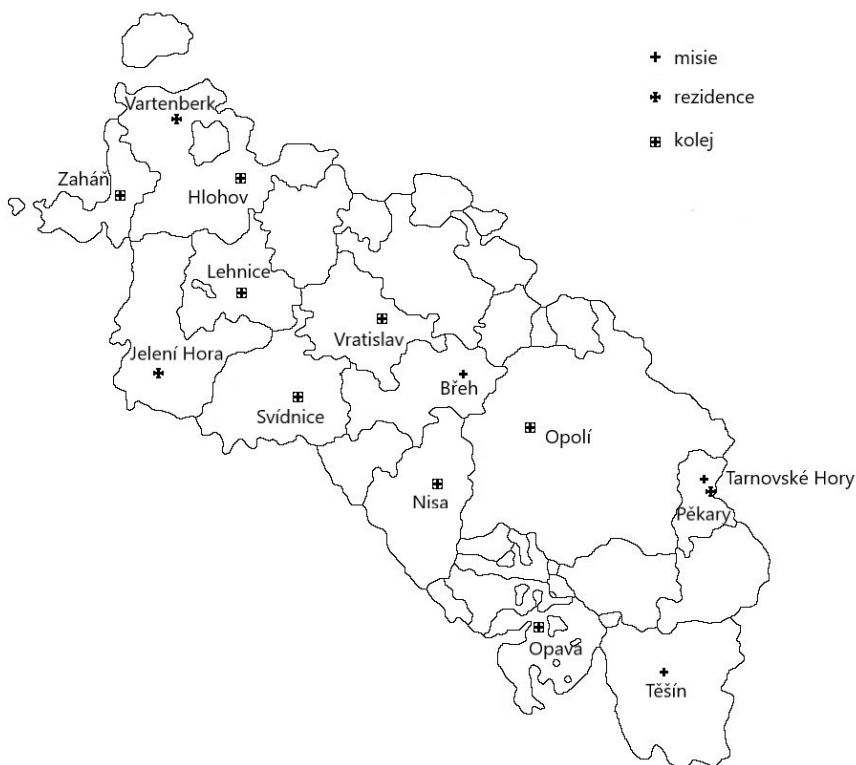 misie
rezidence
kolej
Vartenberk
Zaháň
Hlohov
Lehnice
Vratislav
Jelení Hora
Břeh
Svídnice
Opolí
Tarnovské Hory
Nisa
Pěkary
Opava
Těšín